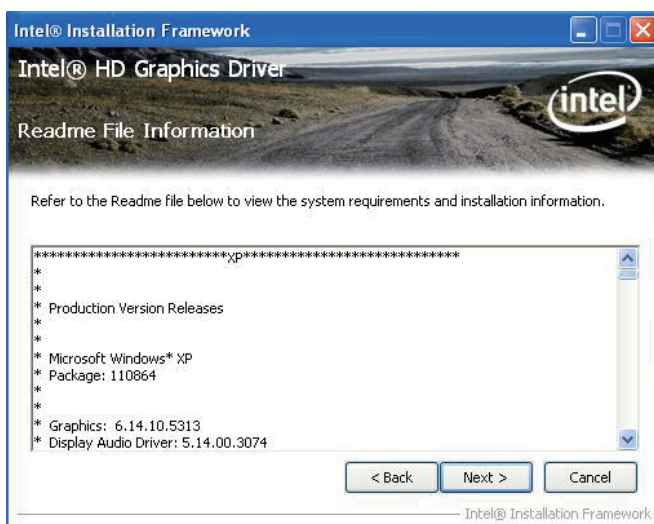 Intel® Installation Framework
Intel® HD Graphics Driver
intel
Readme File Information
Refer to the Readme file below to view the system requirements and installation information.
*************************XP****************************
*
*
* Production Version Releases
*
*
* Microsoft Windows* XP
* Package: 110864
*
*
* Graphics: 6.14.10.5313
* Display Audio Driver: 5.14.00.3074
< Back Next > Cancel
Intel® Installation Framework